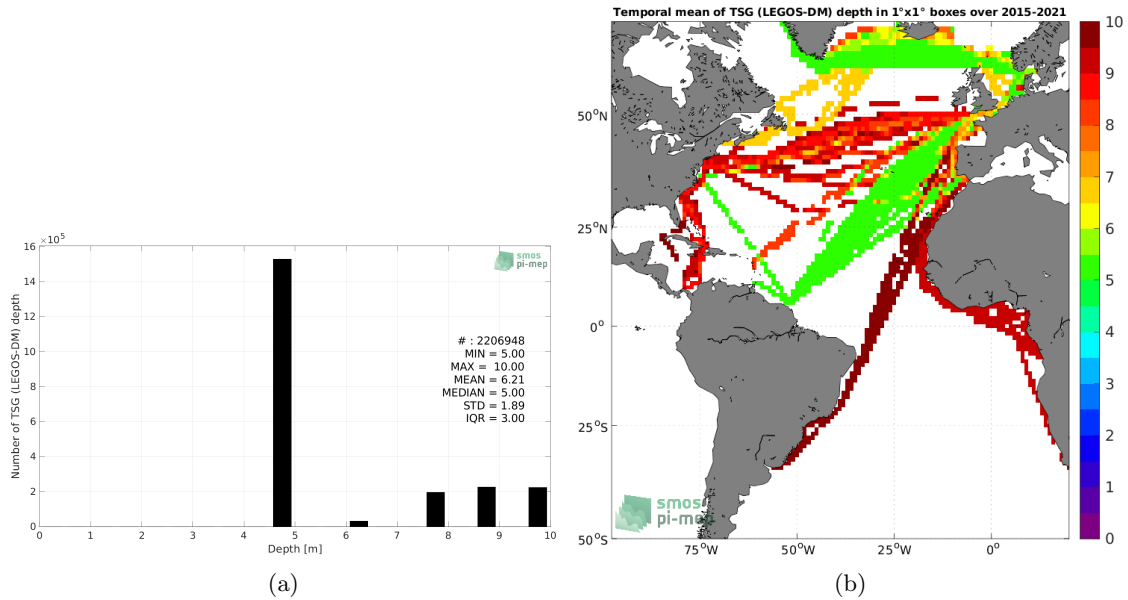 ×10⁵
16
14
12
10
8
6
4
2
0
Number of TSG (LEGOS-DM) depth
smos
pi-mep
# : 2206948
MIN = 5.00
MAX = 10.00
MEAN = 6.21
MEDIAN = 5.00
STD = 1.89
IQR = 3.00
0 1 2 3 4 5 6 7 8 9 10
Depth [m]
(a)
Temporal mean of TSG (LEGOS-DM) depth in 1°x1° boxes over 2015-2021
50°N
25°N
0°
25°S
50°S
75°W 50°W 25°W 0°
smos
pi-mep
10
9
8
7
6
5
4
3
2
1
0
(b)